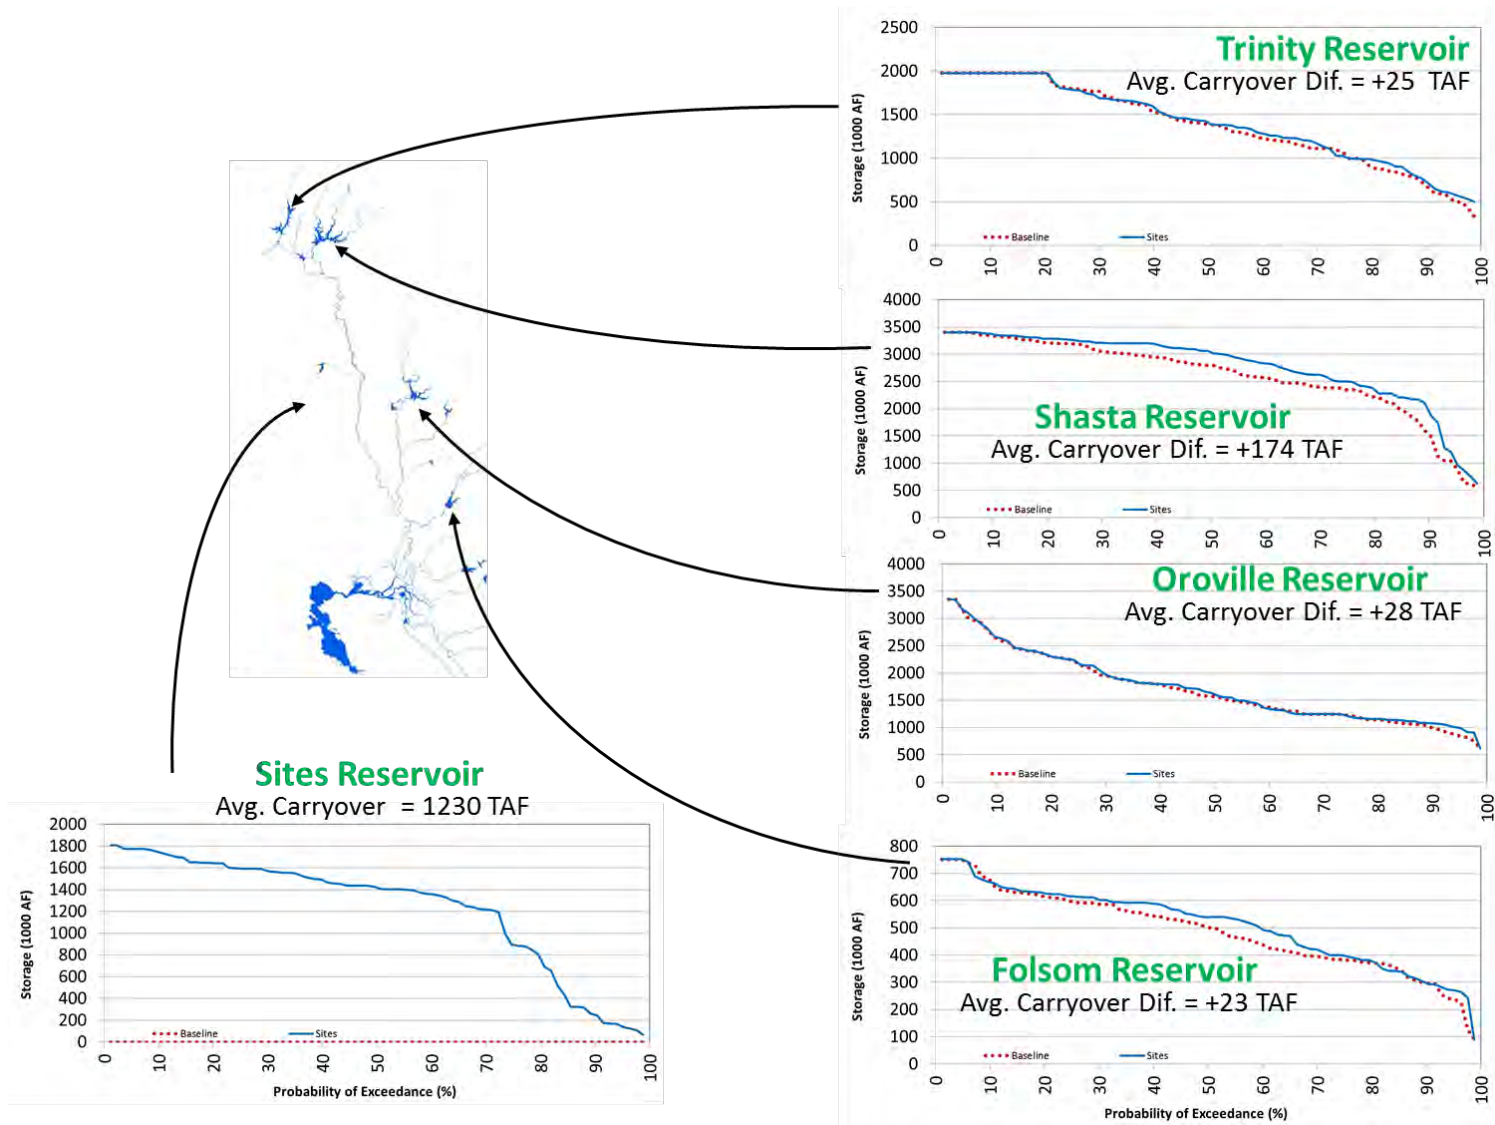 Trinity Reservoir
Avg. Carryover Dif. = +25 TAF
Storage (1000 AF)
2500
2000
1500
1000
500
0
Baseline
Sites
0 10 20 30 40 50 60 70 80 90 100
Shasta Reservoir
Avg. Carryover Dif. = +174 TAF
Storage (1000 AF)
4000
3500
3000
2500
2000
1500
1000
500
0
Baseline
Sites
0 10 20 30 40 50 60 70 80 90 100
Oroville Reservoir
Avg. Carryover Dif. = +28 TAF
Storage (1000 AF)
4000
3500
3000
2500
2000
1500
1000
500
0
Baseline
Sites
0 10 20 30 40 50 60 70 80 90 100
Sites Reservoir
Avg. Carryover = 1230 TAF
Storage (1000 AF)
2000
1800
1600
1400
1200
1000
800
600
400
200
0
Baseline
Sites
0 10 20 30 40 50 60 70 80 90 100
Probability of Exceedance (%)
Folsom Reservoir
Avg. Carryover Dif. = +23 TAF
Storage (1000 AF)
800
700
600
500
400
300
200
100
0
Baseline
Sites
0 10 20 30 40 50 60 70 80 90 100
Probability of Exceedance (%)